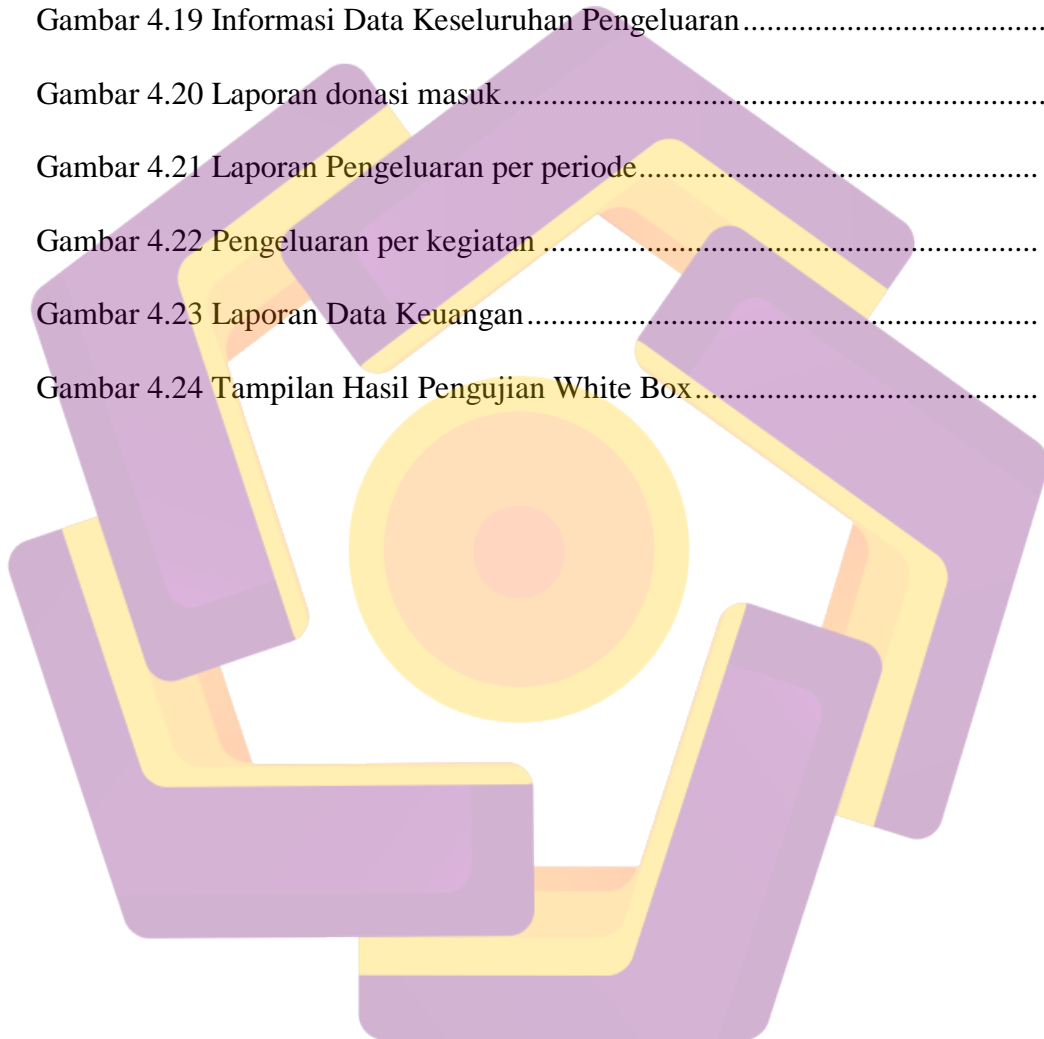 Gambar 4.19 Informasi Data Keseluruhan Pengeluaran......................................
Gambar 4.20 Laporan donasi masuk....................................................................
Gambar 4.21 Laporan Pengeluaran per periode..................................................
Gambar 4.22 Pengeluaran per kegiatan ..............................................................
Gambar 4.23 Laporan Data Keuangan................................................................
Gambar 4.24 Tampilan Hasil Pengujian White Box...........................................